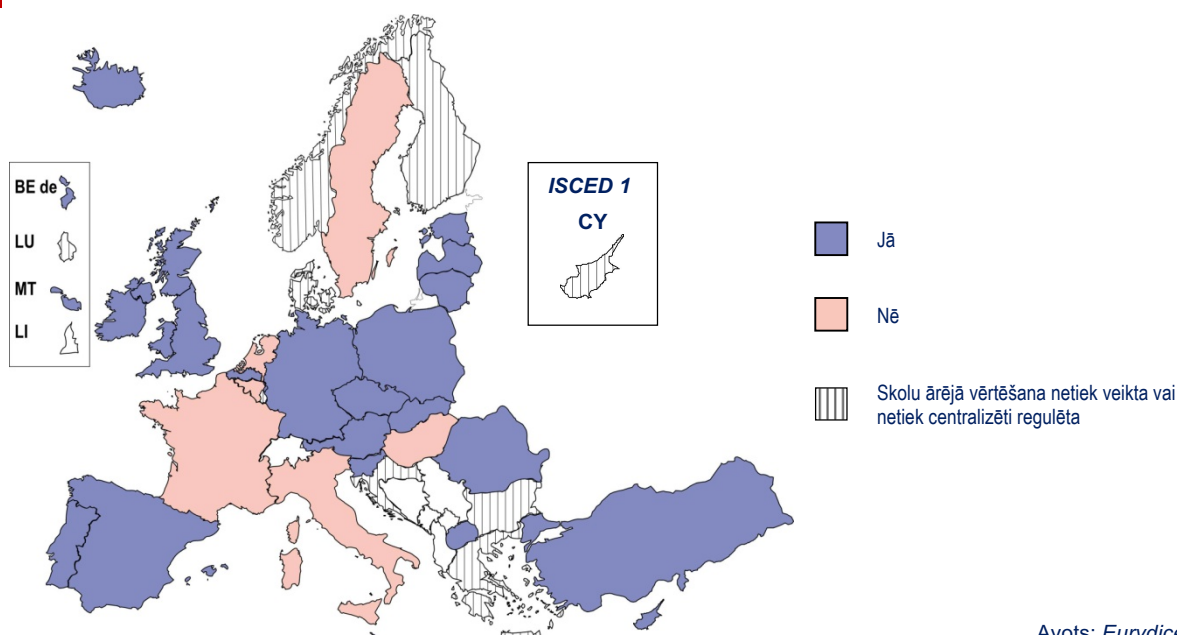 BE de
LU
MT
LI
ISCED 1
CY
Jā
Nē
Skolu ārējā vērtēšana netiek veikta vai
netiek centralizēti regulēta
Avots: Eurydice